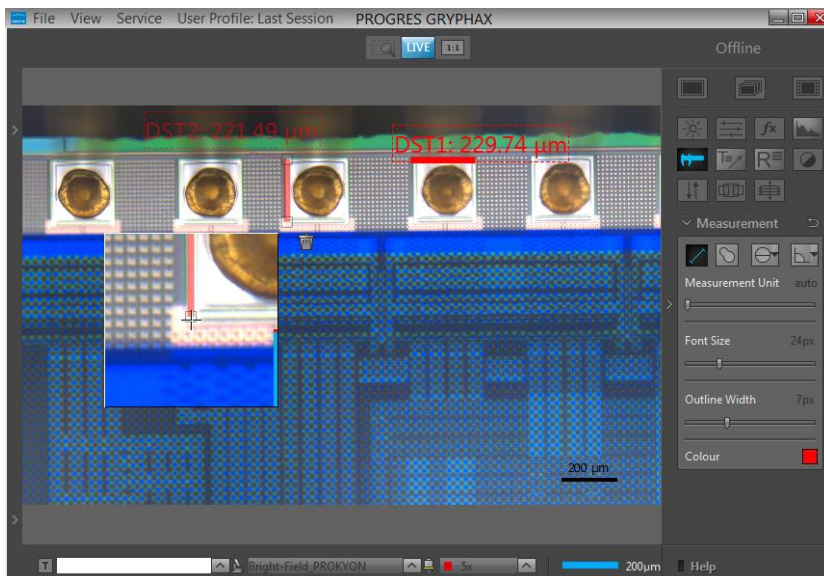 File View Service User Profile: Last Session PROGRES GRYPHAX
LIVE 1:1 Offline
DST2: 221.49 µm
DST1: 229.74 µm
fx
T R
Measurement
Measurement Unit auto
Font Size 24px
Outline Width 7px
Colour
200 µm
T Bright-Field_PROKYON 5x 200µm Help